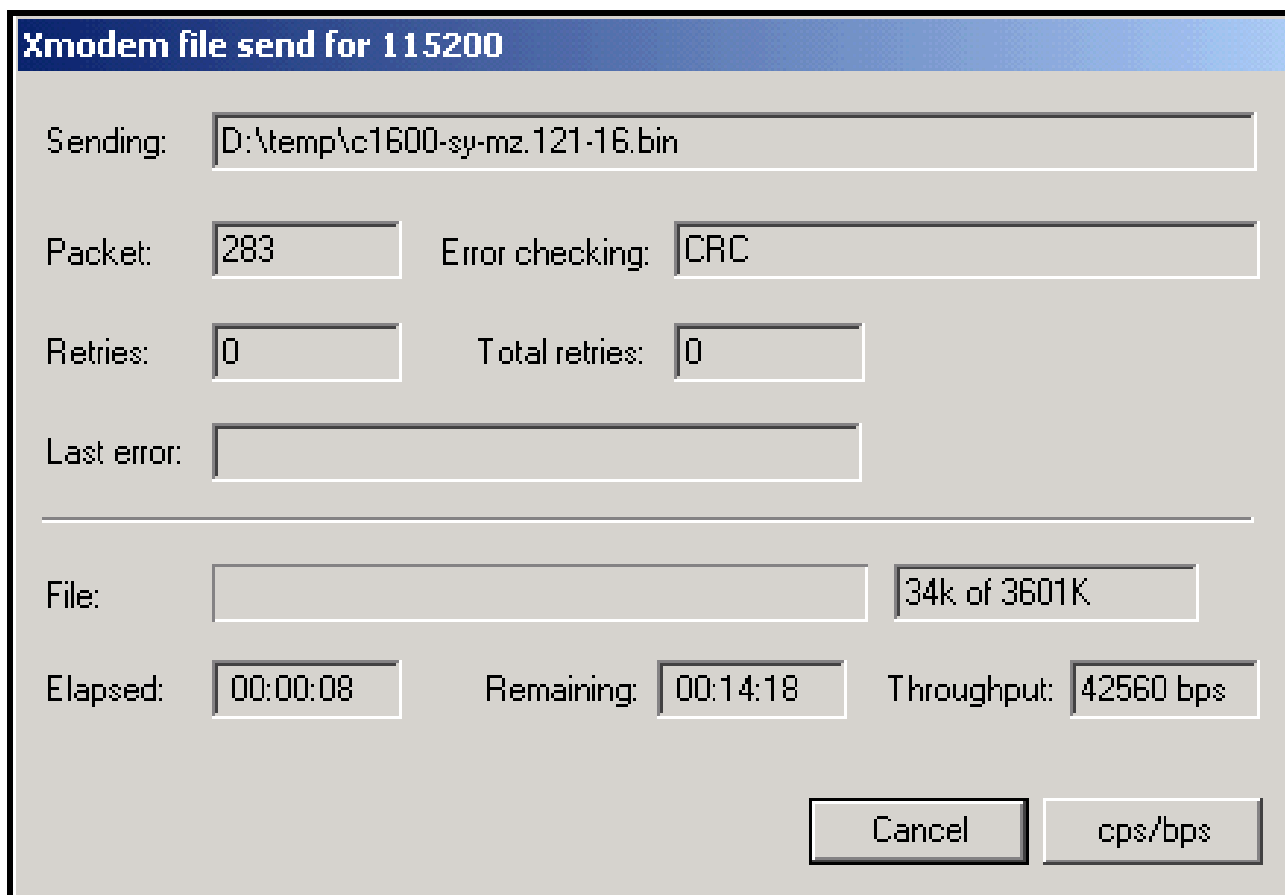 Xmodem file send for 115200
Sending: D:\temp\c1600-sy-mz.121-16.bin
Packet: 283 Error checking: CRC
Retries: 0 Total retries: 0
Last error:
File: 34k of 3601K
Elapsed: 00:00:08 Remaining: 00:14:18 Throughput: 42560 bps
Cancel cps/bps